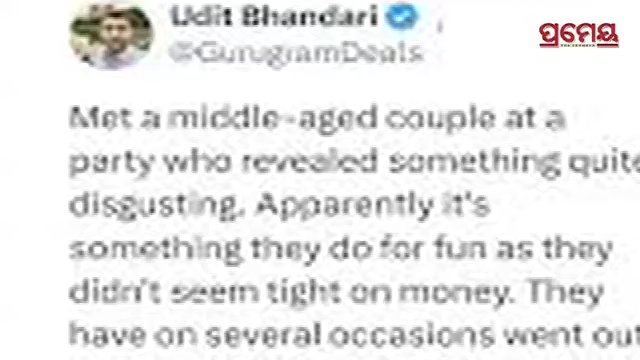 Udit Bhandari
@GurugramDeals
ପ୍ରମେୟ
Met a middle-aged couple at a
party who revealed something quite
disgusting. Apparently it's
something they do for fun as they
didn't seem tight on money. They
have on several occasions went out